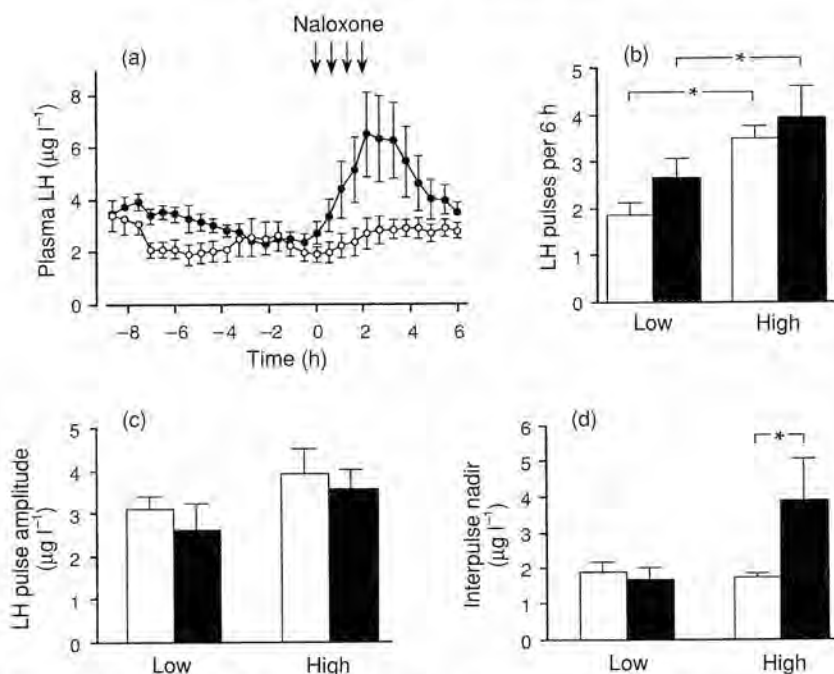 Naloxone
(a)
Plasma LH (µg l⁻¹)
8
6
4
2
0
−8 −6 −4 −2 0 2 4 6
Time (h)
(b)
LH pulses per 6 h
5
4
3
2
1
0
*
*
Low High
(c)
LH pulse amplitude
(µg l⁻¹)
5
4
3
2
1
0
Low High
(d)
Interpulse nadir
(µg l⁻¹)
6
5
4
3
2
1
0
*
Low High